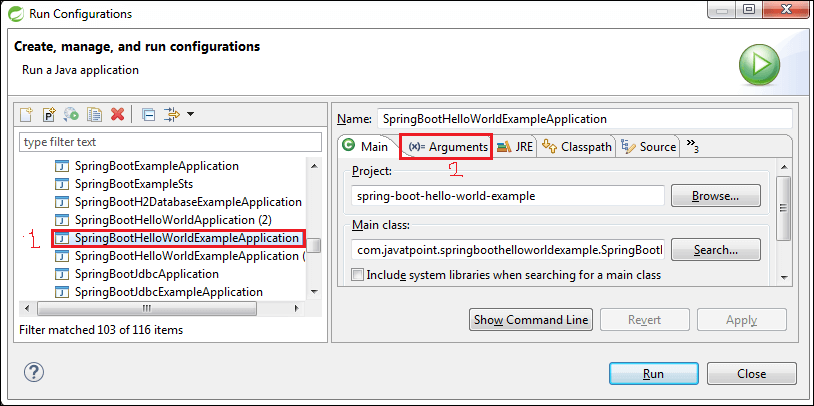 Run Configurations
Create, manage, and run configurations
Run a Java application
type filter text
SpringBootExampleApplication
SpringBootExampleSts
SpringBootH2DatabaseExampleApplication
SpringBootHelloWorldApplication (2)
1 SpringBootHelloWorldExampleApplication
SpringBootHelloWorldExampleApplication (
SpringBootJdbcApplication
SpringBootJdbcExampleApplication
Filter matched 103 of 116 items
Name: SpringBootHelloWorldExampleApplication
Main (x)= Arguments JRE Classpath Source »3
2
Project:
spring-boot-hello-world-example Browse...
Main class:
com.javatpoint.springboothelloworldexample.SpringBootl Search...
Include system libraries when searching for a main class
Show Command Line Revert Apply
? Run Close